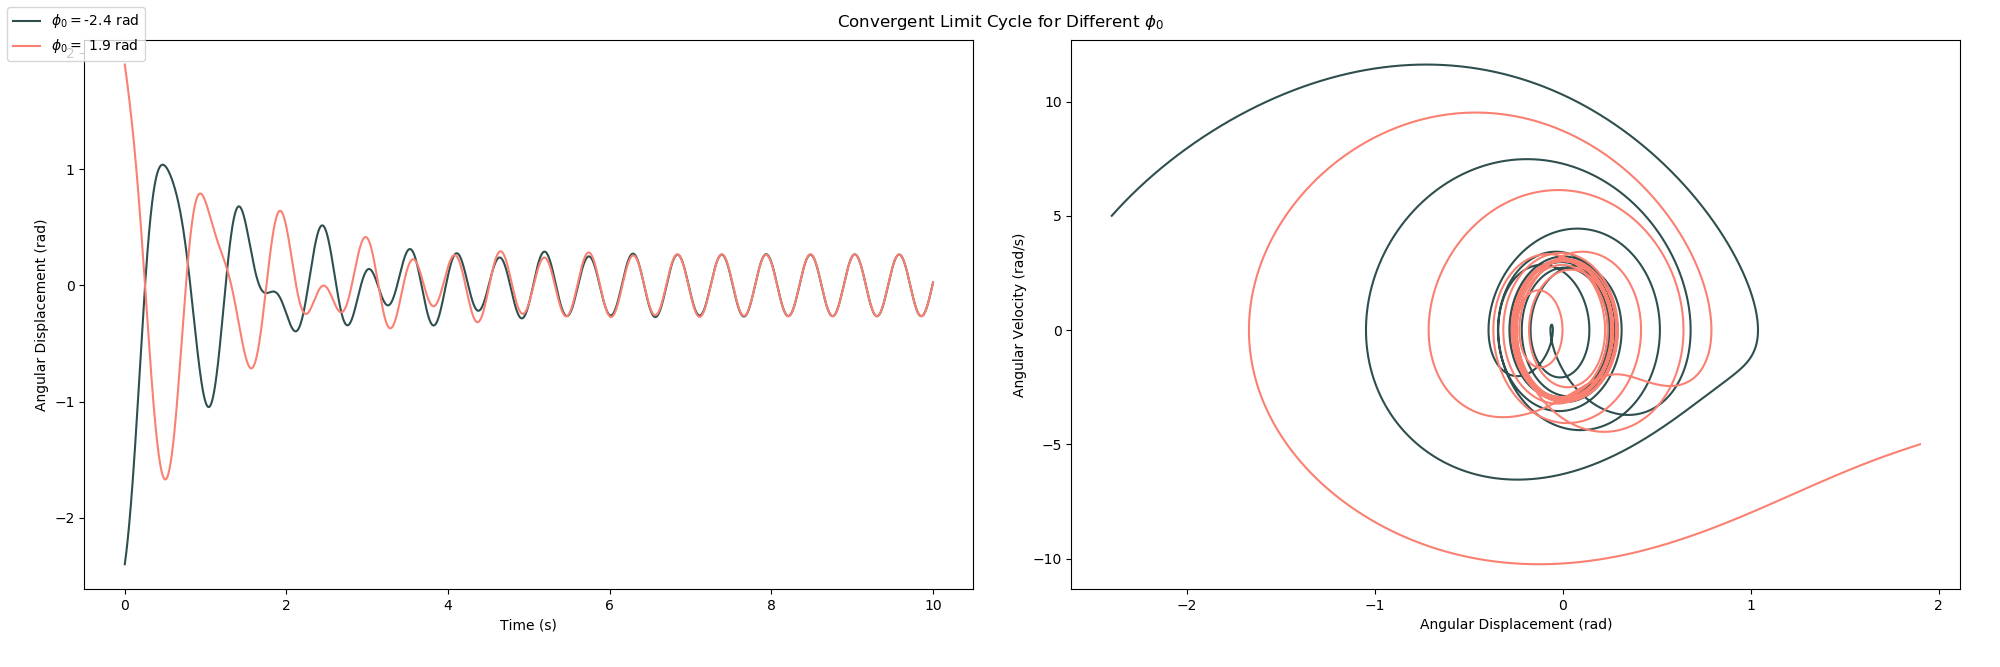 Convergent Limit Cycle for Different ϕ₀
ϕ₀ = -2.4 rad
ϕ₀ = 1.9 rad
2
1
0
−1
−2
Angular Displacement (rad)
0 2 4 6 8 10
Time (s)
10
5
0
−5
−10
Angular Velocity (rad/s)
−2 −1 0 1 2
Angular Displacement (rad)